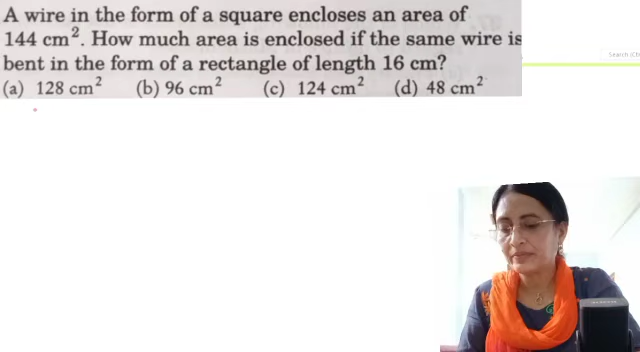 A wire in the form of a square encloses an area of
144 cm². How much area is enclosed if the same wire is
bent in the form of a rectangle of length 16 cm?
(a) 128 cm² (b) 96 cm² (c) 124 cm² (d) 48 cm²
Search (Ctrl